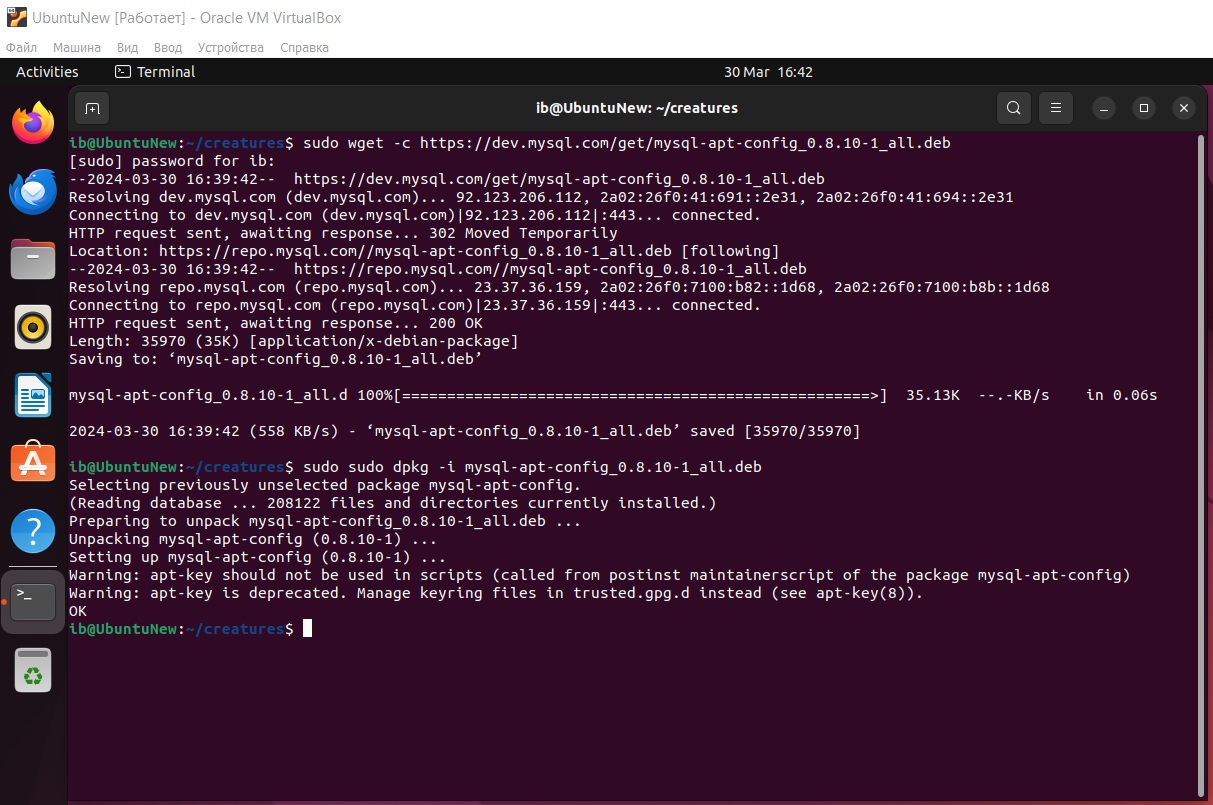 UbuntuNew [Работает] - Oracle VM VirtualBox
Файл Машина Вид Ввод Устройства Справка
Activities Terminal 30 Mar 16:42
ib@UbuntuNew: ~/creatures
ib@UbuntuNew:~/creatures$ sudo wget -c https://dev.mysql.com/get/mysql-apt-config_0.8.10-1_all.deb
[sudo] password for ib:
--2024-03-30 16:39:42--  https://dev.mysql.com/get/mysql-apt-config_0.8.10-1_all.deb
Resolving dev.mysql.com (dev.mysql.com)... 92.123.206.112, 2a02:26f0:41:691::2e31, 2a02:26f0:41:694::2e31
Connecting to dev.mysql.com (dev.mysql.com)|92.123.206.112|:443... connected.
HTTP request sent, awaiting response... 302 Moved Temporarily
Location: https://repo.mysql.com//mysql-apt-config_0.8.10-1_all.deb [following]
--2024-03-30 16:39:42--  https://repo.mysql.com//mysql-apt-config_0.8.10-1_all.deb
Resolving repo.mysql.com (repo.mysql.com)... 23.37.36.159, 2a02:26f0:7100:b82::1d68, 2a02:26f0:7100:b8b::1d68
Connecting to repo.mysql.com (repo.mysql.com)|23.37.36.159|:443... connected.
HTTP request sent, awaiting response... 200 OK
Length: 35970 (35K) [application/x-debian-package]
Saving to: ‘mysql-apt-config_0.8.10-1_all.deb’
mysql-apt-config_0.8.10-1_all.d 100%[====================================================>]  35.13K  --.-KB/s    in 0.06s
2024-03-30 16:39:42 (558 KB/s) - ‘mysql-apt-config_0.8.10-1_all.deb’ saved [35970/35970]
ib@UbuntuNew:~/creatures$ sudo sudo dpkg -i mysql-apt-config_0.8.10-1_all.deb
Selecting previously unselected package mysql-apt-config.
(Reading database ... 208122 files and directories currently installed.)
Preparing to unpack mysql-apt-config_0.8.10-1_all.deb ...
Unpacking mysql-apt-config (0.8.10-1) ...
Setting up mysql-apt-config (0.8.10-1) ...
Warning: apt-key should not be used in scripts (called from postinst maintainerscript of the package mysql-apt-config)
Warning: apt-key is deprecated. Manage keyring files in trusted.gpg.d instead (see apt-key(8)).
OK
ib@UbuntuNew:~/creatures$